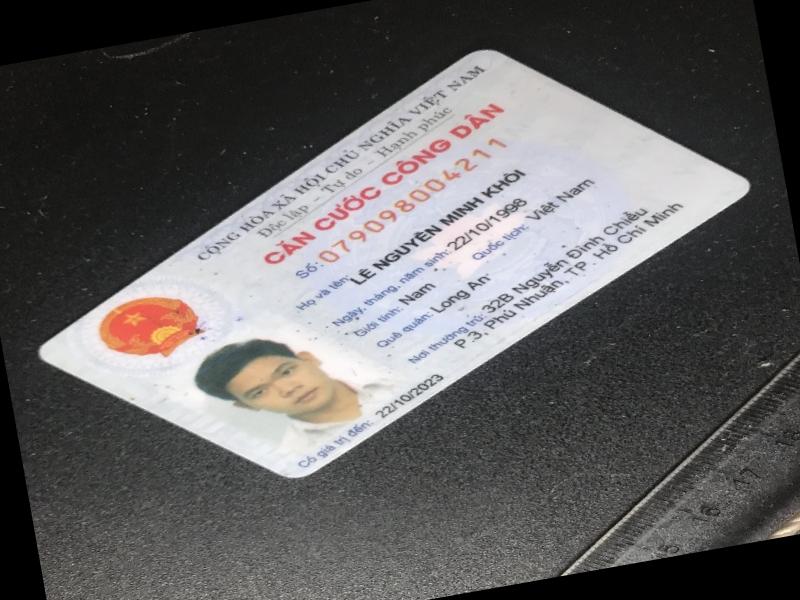 CỘNG HÒA XÃ HỘI CHỦ NGHĨA VIỆT NAM
Độc lập - Tự do - Hạnh phúc
CĂN CƯỚC CÔNG DÂN
Số: 079098004211
Họ và tên: LÊ NGUYÊN MINH KHÔI
Ngày, tháng, năm sinh: 22/10/1998
Giới tính: Nam Quốc tịch: Việt Nam
Quê quán: Long An
Nơi thường trú: 32B Nguyễn Đình Chiểu
P.3, Phú Nhuận, TP. Hồ Chí Minh
Có giá trị đến: 22/10/2023
15 16 17